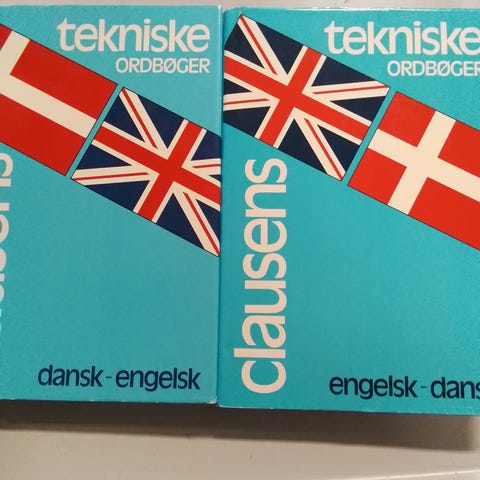 tekniske
ORDBØGER
dansk-engelsk
tekniske
ORDBØGER
clausens
engelsk-dans